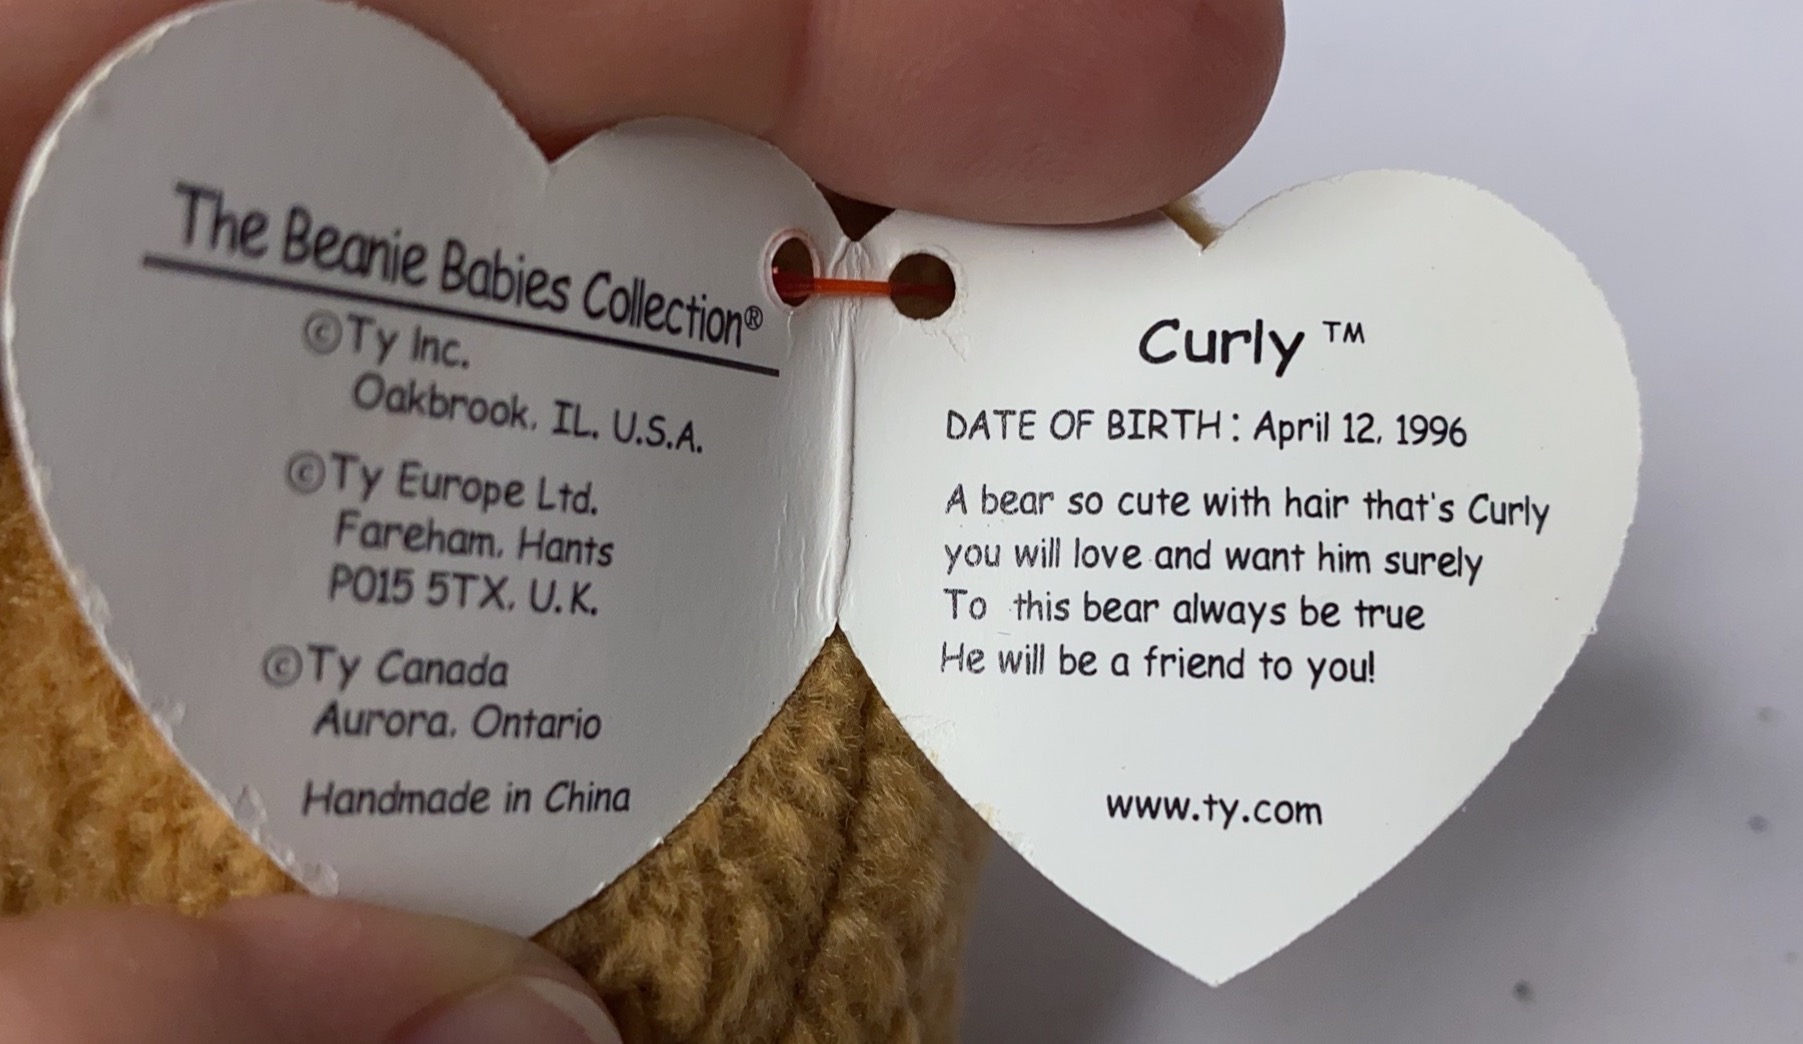 The Beanie Babies Collection®
©Ty Inc.
Oakbrook, IL. U.S.A.
©Ty Europe Ltd.
Fareham, Hants
PO15 5TX, U.K.
©Ty Canada
Aurora, Ontario
Handmade in China
Curly ™
DATE OF BIRTH : April 12, 1996
A bear so cute with hair that's Curly
you will love and want him surely
To this bear always be true
He will be a friend to you!
www.ty.com